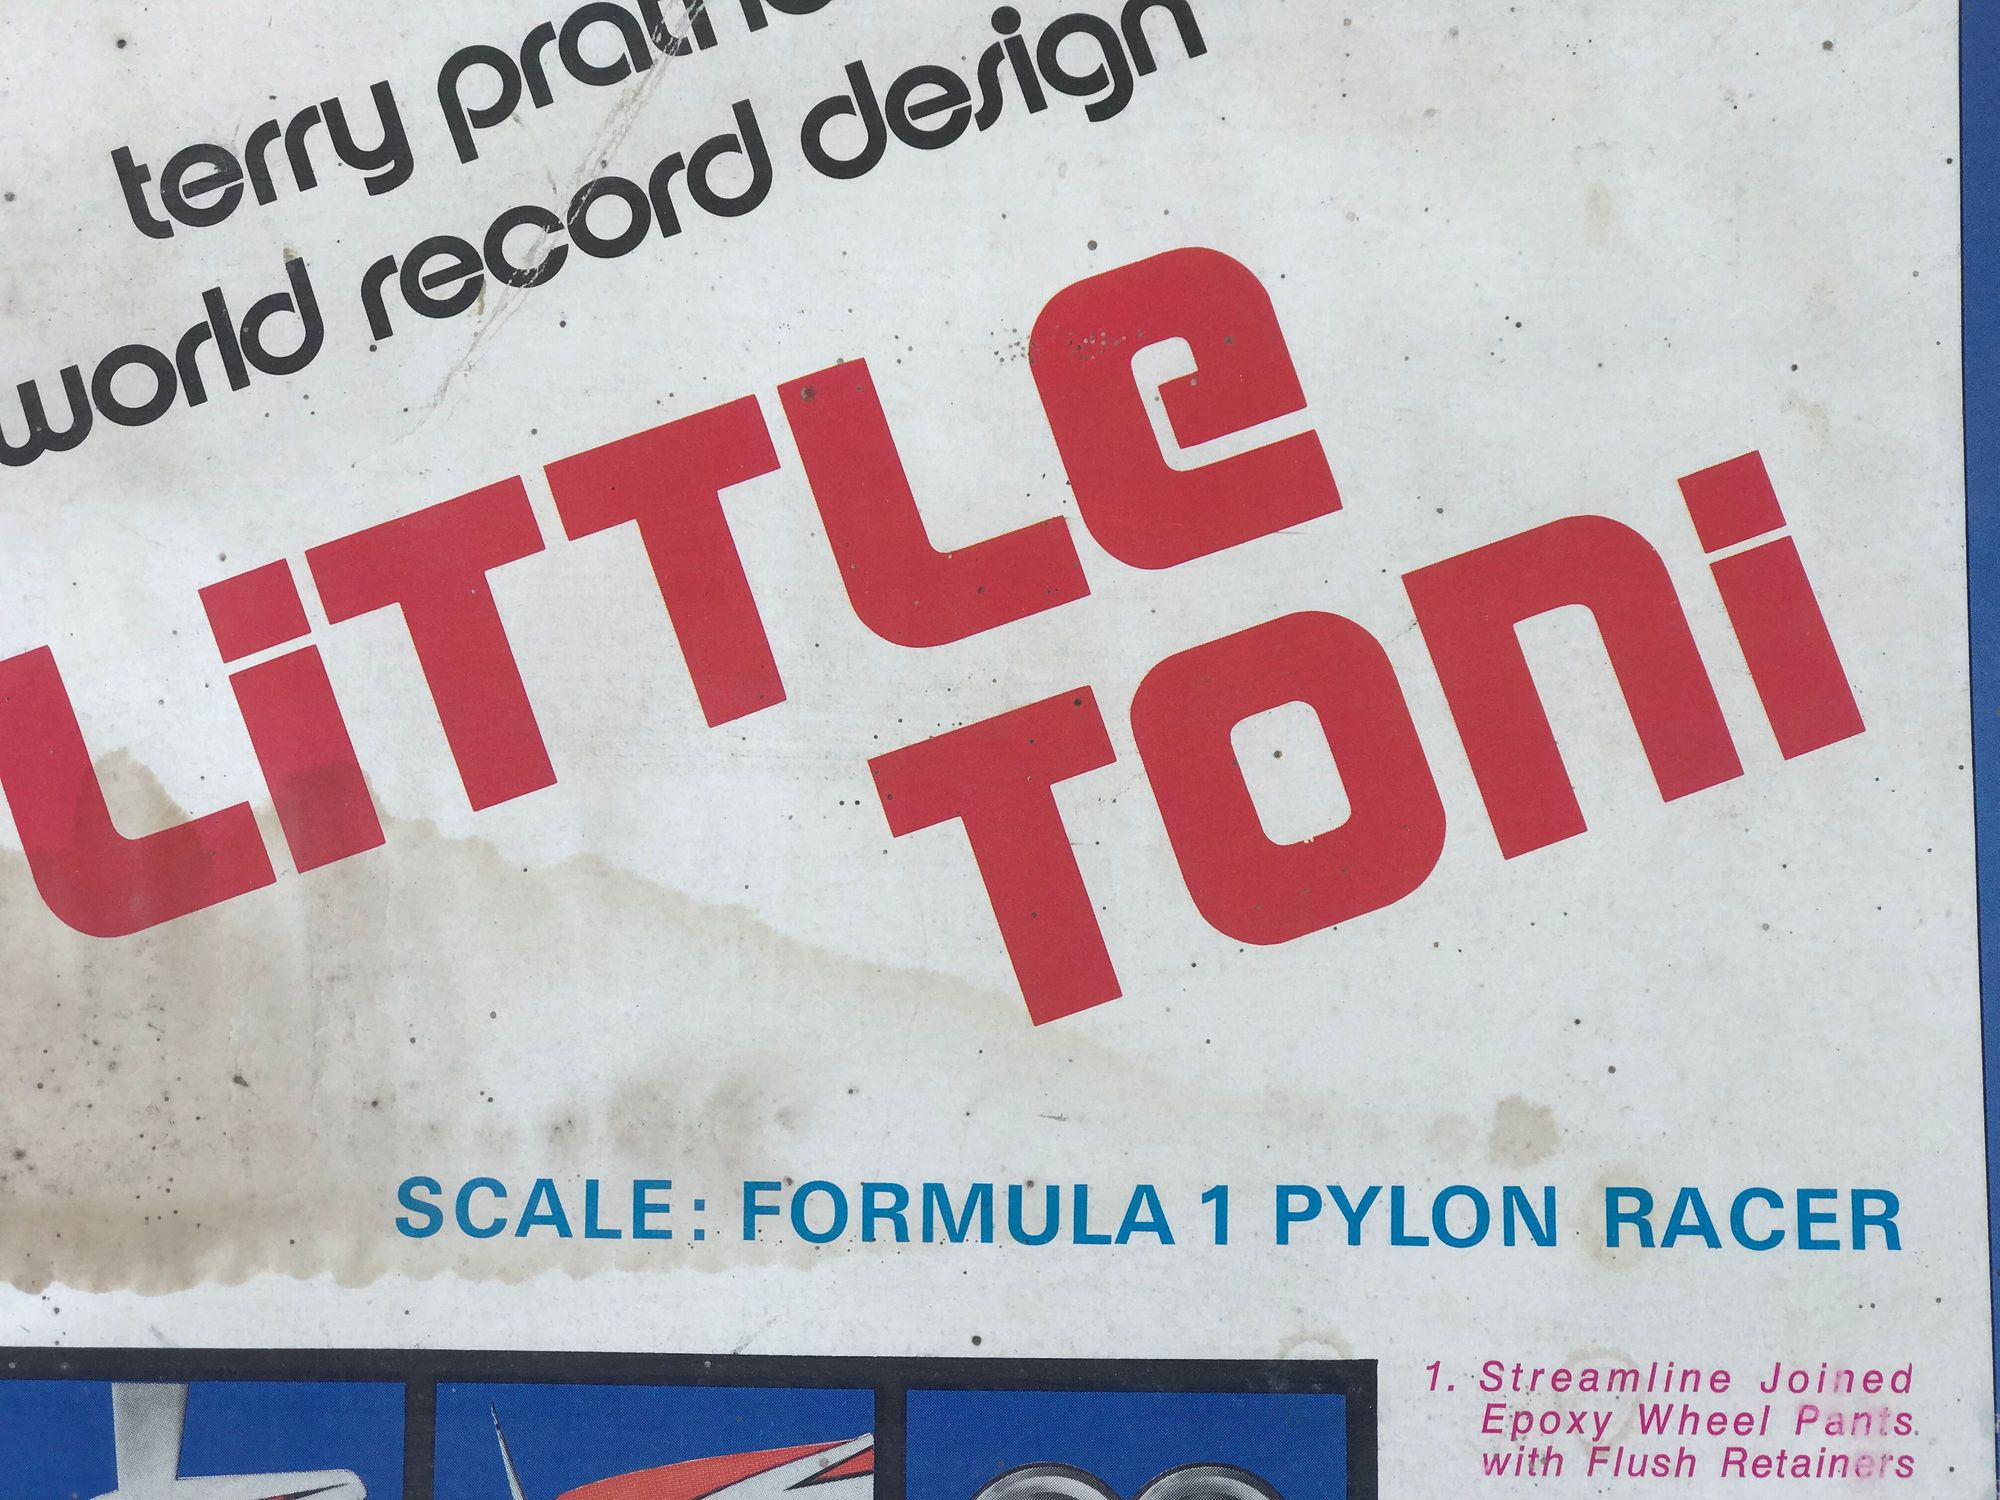 terry
world record design
LiTTLe
TOni
SCALE: FORMULA 1 PYLON RACER
1. Streamline Joined
Epoxy Wheel Pants
with Flush Retainers